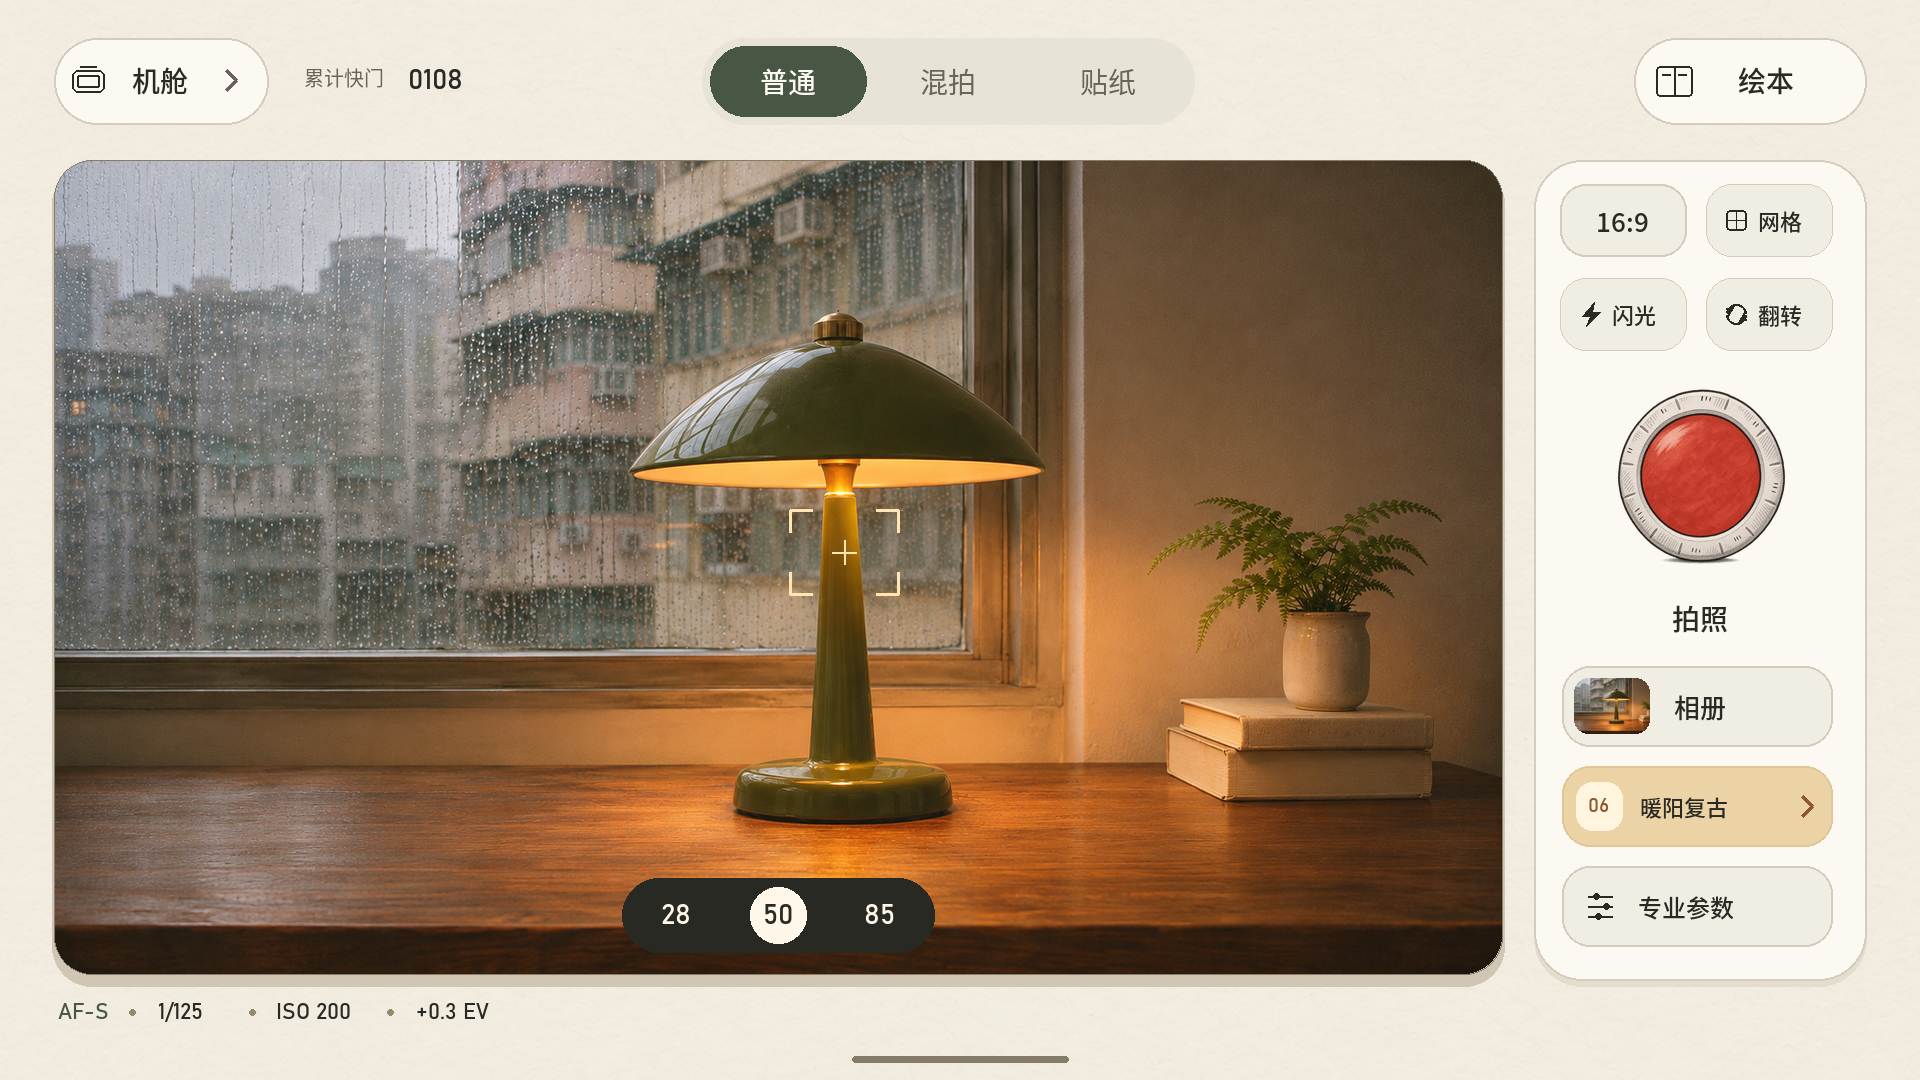 机舱
累计快门 0108
普通 混拍 贴纸
绘本
16:9 网格
闪光 翻转
拍照
相册
06 暖阳复古
专业参数
28 50 85
AF-S • 1/125 • ISO 200 • +0.3 EV